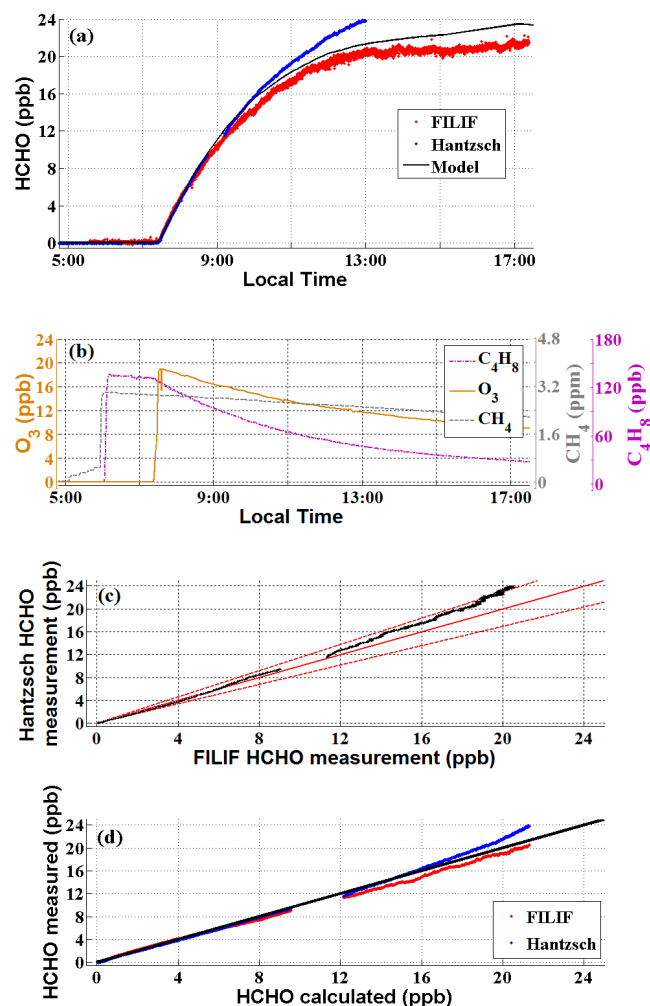 (a)
HCHO (ppb)
24
20
16
12
8
4
0
FILIF
Hantzsch
Model
5:00 9:00 13:00 17:00
Local Time
(b)
O3 (ppb)
24
20
16
12
8
4
0
C4H8
O3
CH4
4.8
3.2
1.6
0
CH4 (ppm)
180
120
60
0
C4H8 (ppb)
5:00 9:00 13:00 17:00
Local Time
(c)
Hantzsch HCHO
measurement (ppb)
24
20
16
12
8
4
0
0 4 8 12 16 20 24
FILIF HCHO measurement (ppb)
(d)
HCHO measured (ppb)
24
20
16
12
8
4
0
FILIF
Hantzsch
0 4 8 12 16 20 24
HCHO calculated (ppb)